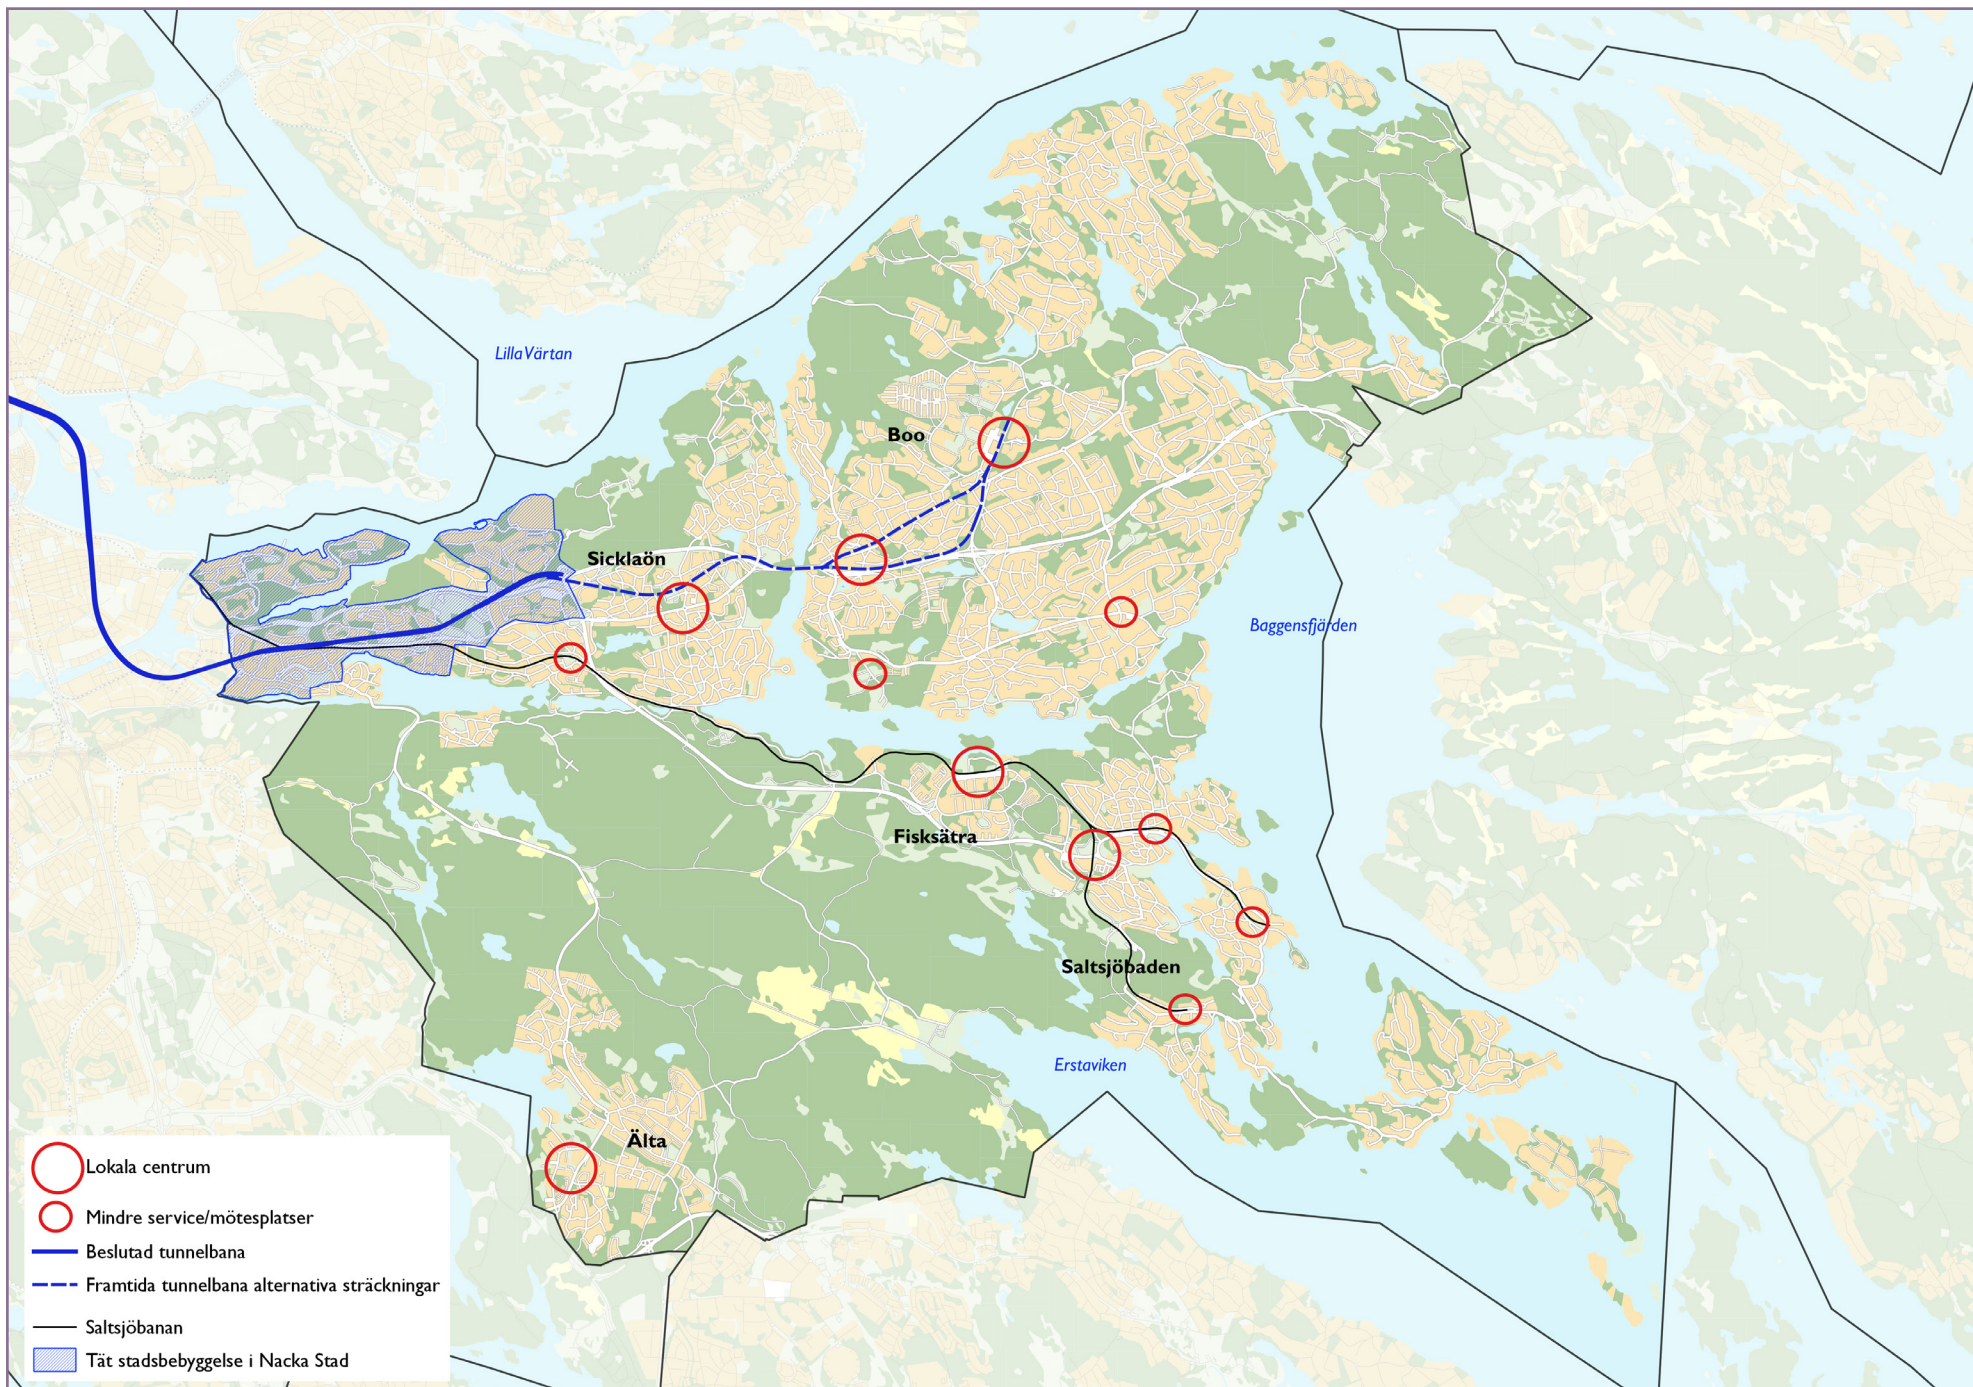 Lilla Värtan
Boo
Sicklaön
Baggensfjärden
Fisksätra
Saltsjöbaden
Erstaviken
Älta
Lokala centrum
Mindre service/mötesplatser
Beslutad tunnelbana
Framtida tunnelbana alternativa sträckningar
Saltsjöbanan
Tät stadsbebyggelse i Nacka Stad